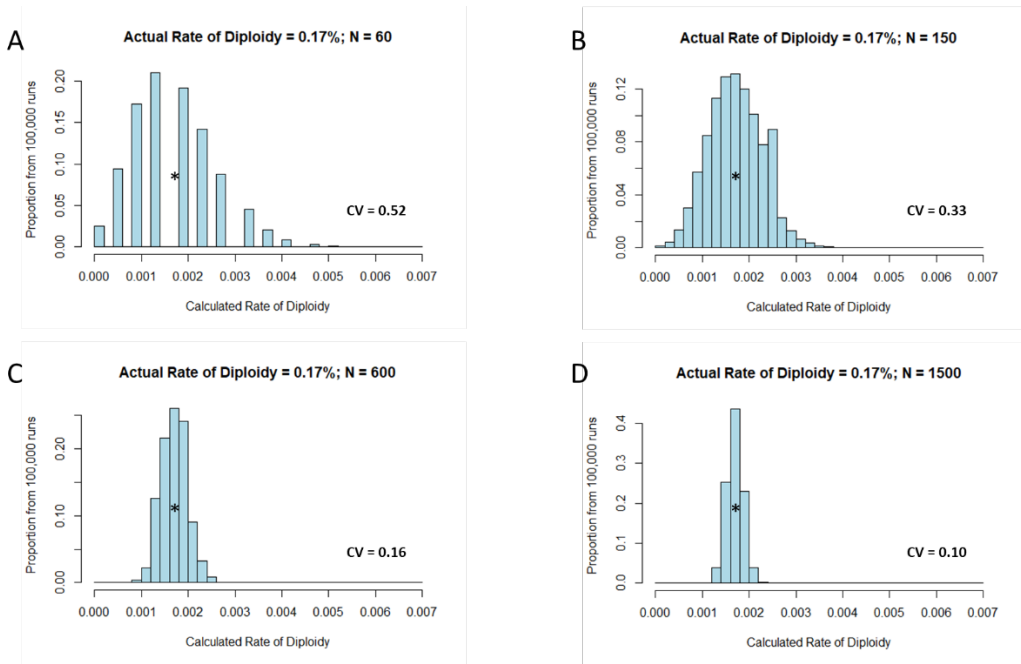 A
Actual Rate of Diploidy = 0.17%; N = 60
Proportion from 100,000 runs
0.00 0.05 0.10 0.15 0.20
*
CV = 0.52
0.000 0.001 0.002 0.003 0.004 0.005 0.006 0.007
Calculated Rate of Diploidy
B
Actual Rate of Diploidy = 0.17%; N = 150
Proportion from 100,000 runs
0.00 0.04 0.08 0.12
*
CV = 0.33
0.000 0.001 0.002 0.003 0.004 0.005 0.006 0.007
Calculated Rate of Diploidy
C
Actual Rate of Diploidy = 0.17%; N = 600
Proportion from 100,000 runs
0.00 0.10 0.20
*
CV = 0.16
0.000 0.001 0.002 0.003 0.004 0.005 0.006 0.007
Calculated Rate of Diploidy
D
Actual Rate of Diploidy = 0.17%; N = 1500
Proportion from 100,000 runs
0.0 0.1 0.2 0.3 0.4
*
CV = 0.10
0.000 0.001 0.002 0.003 0.004 0.005 0.006 0.007
Calculated Rate of Diploidy